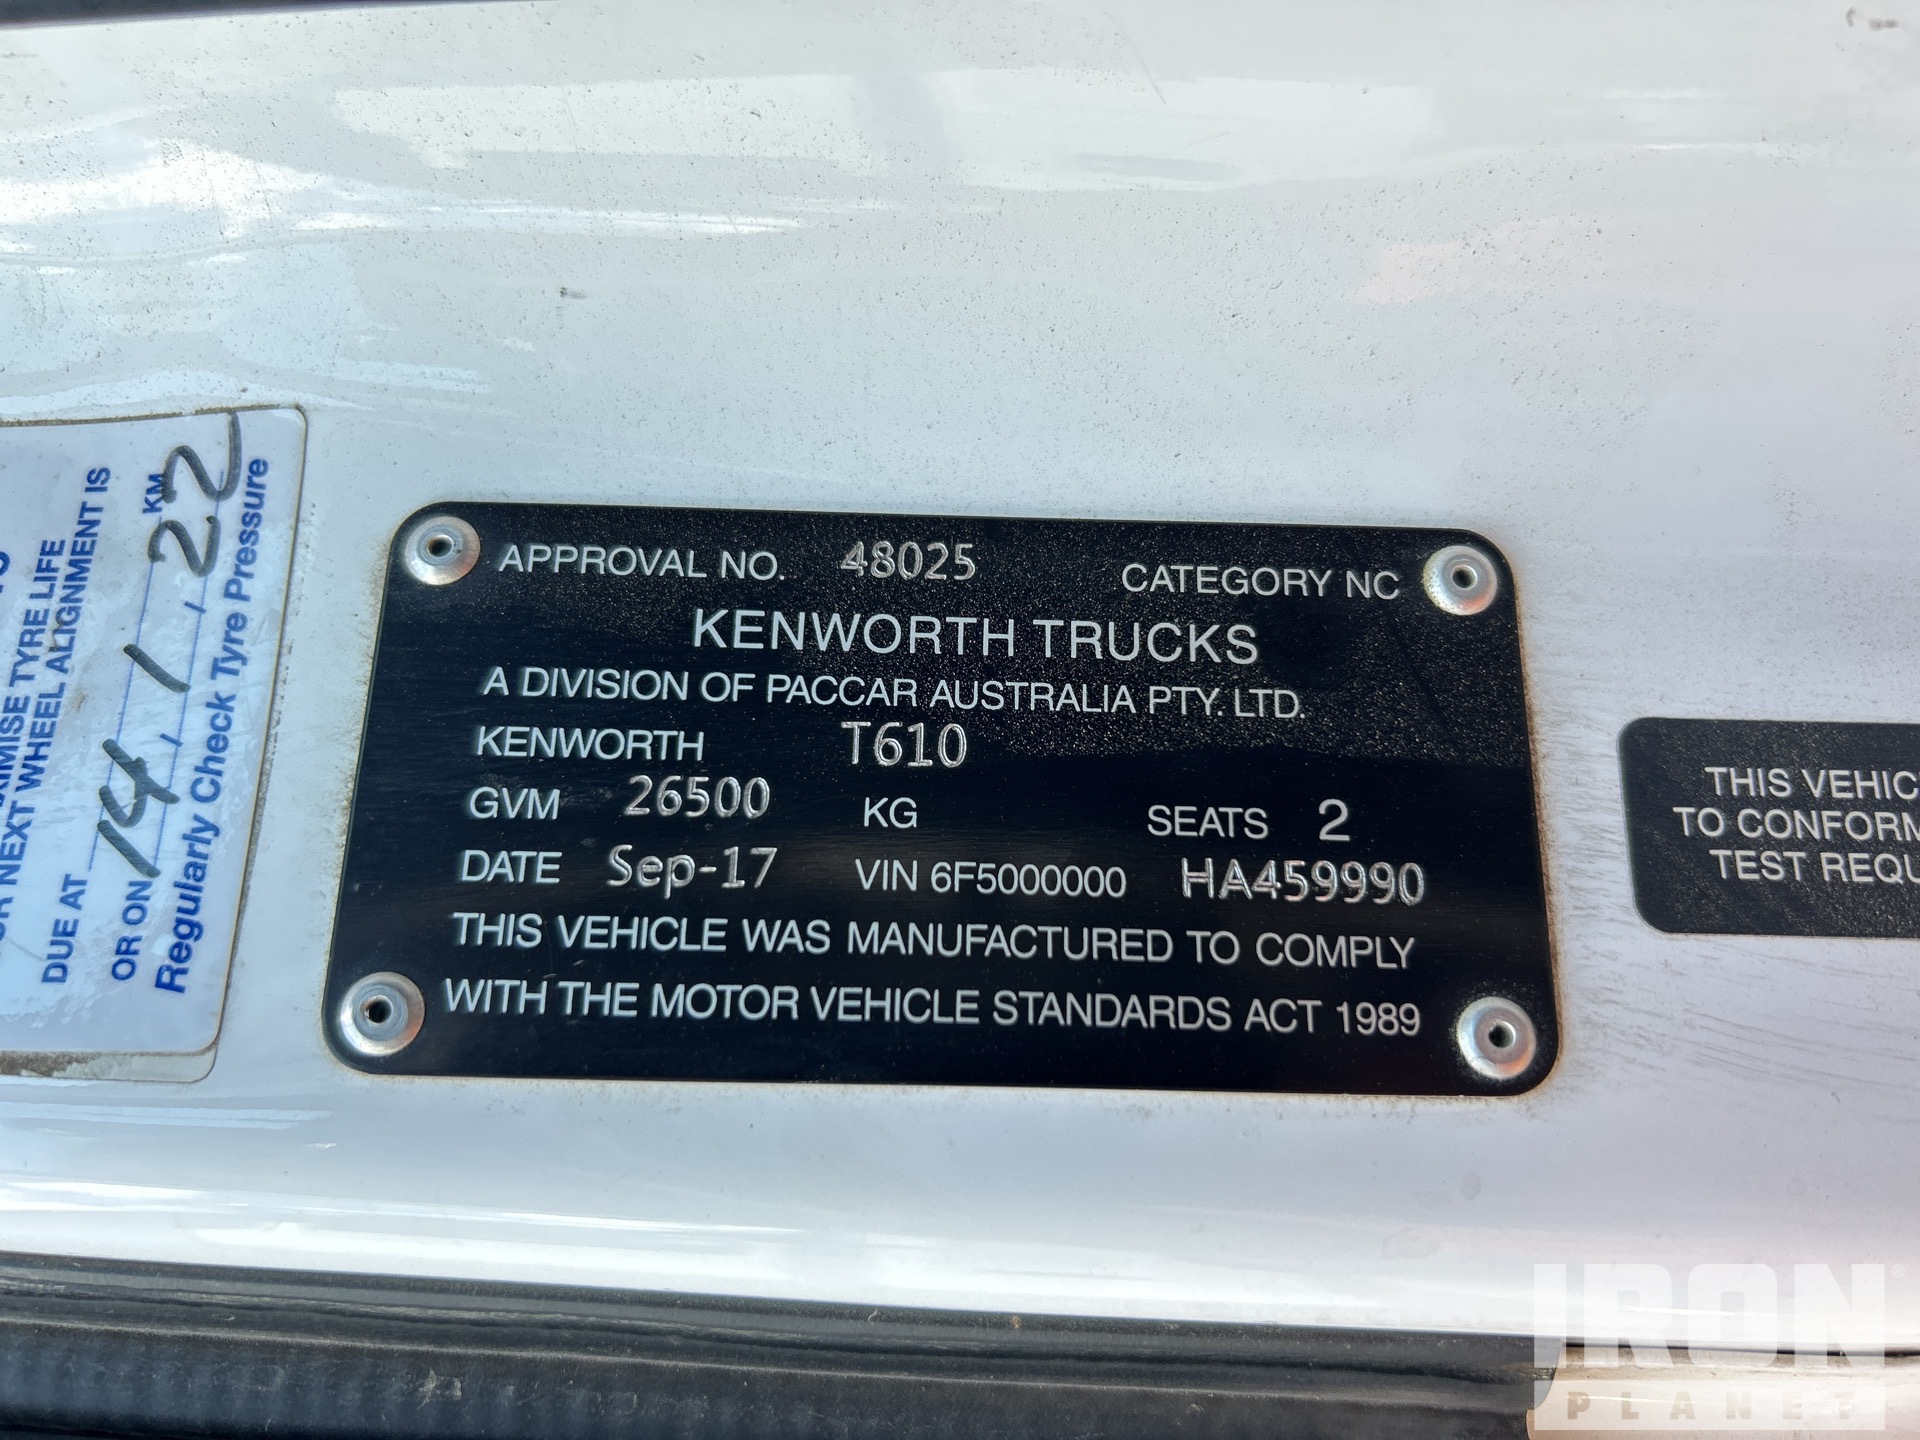 APPROVAL NO. 48025 CATEGORY NC
KENWORTH TRUCKS
A DIVISION OF PACCAR AUSTRALIA PTY. LTD.
KENWORTH T610
GVM 26500 KG SEATS 2
DATE Sep-17 VIN 6F5000000 HA459990
THIS VEHICLE WAS MANUFACTURED TO COMPLY
WITH THE MOTOR VEHICLE STANDARDS ACT 1989
TYRE LIFE
NEXT WHEEL ALIGNMENT IS
DUE AT KM
OR ON 14/1/22
Regularly Check Tyre Pressure
THIS
TO
TEST
IRON
PLANET